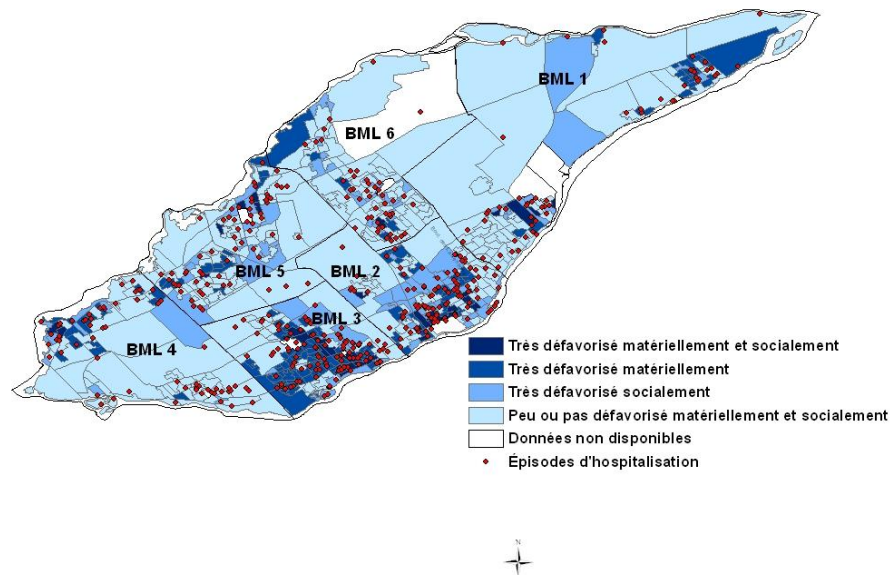 BML 1
BML 6
BML 5
BML 2
BML 3
BML 4
Très défavorisé matériellement et socialement
Très défavorisé matériellement
Très défavorisé socialement
Peu ou pas défavorisé matériellement et socialement
Données non disponibles
Épisodes d'hospitalisation
N